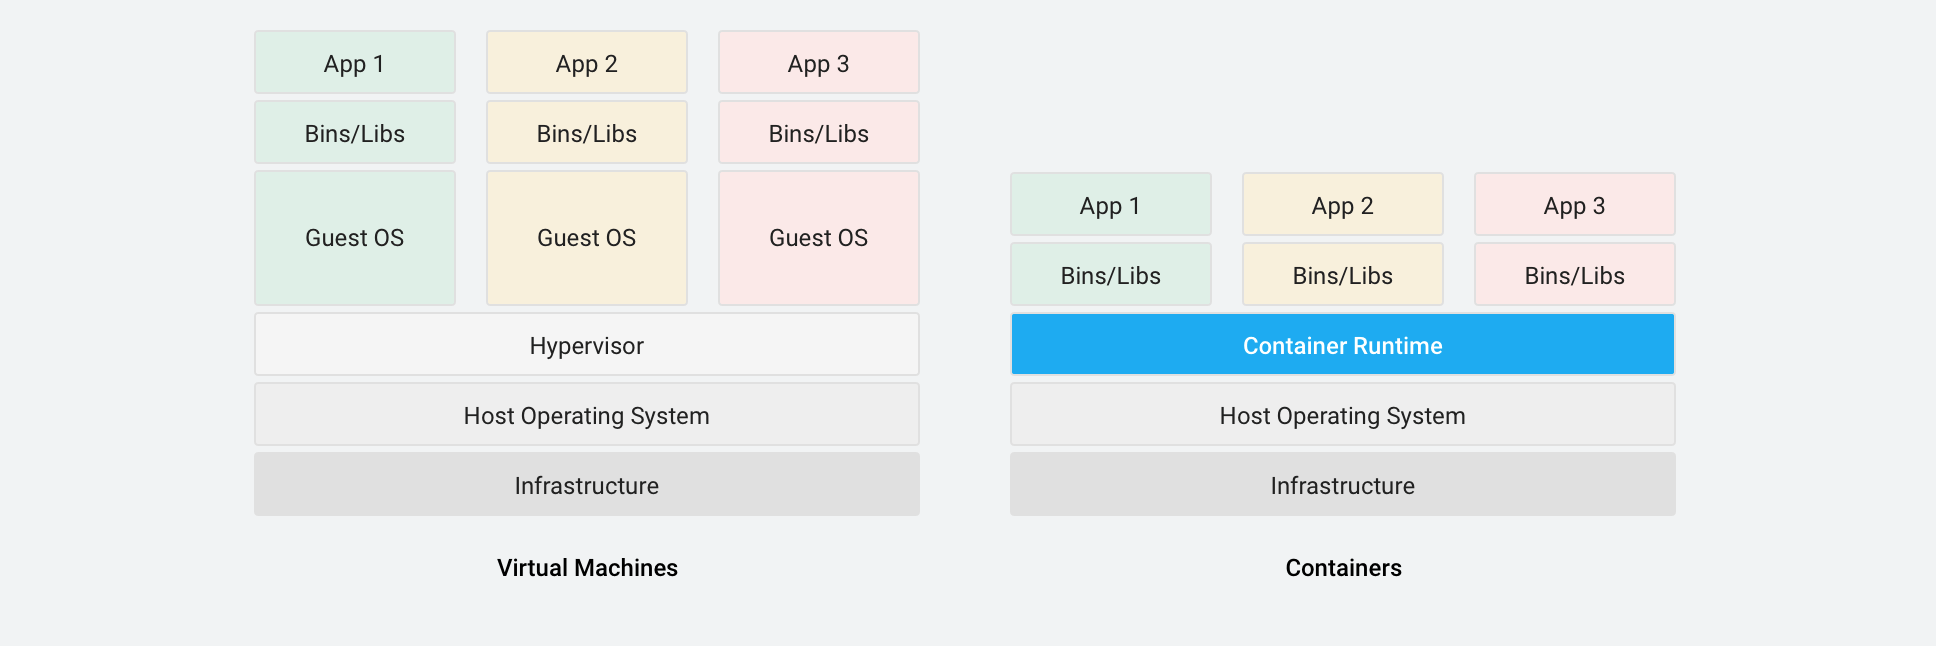 App 1
App 2
App 3
Bins/Libs
Bins/Libs
Bins/Libs
Guest OS
Guest OS
Guest OS
Hypervisor
Host Operating System
Infrastructure
Virtual Machines
App 1
App 2
App 3
Bins/Libs
Bins/Libs
Bins/Libs
Container Runtime
Host Operating System
Infrastructure
Containers